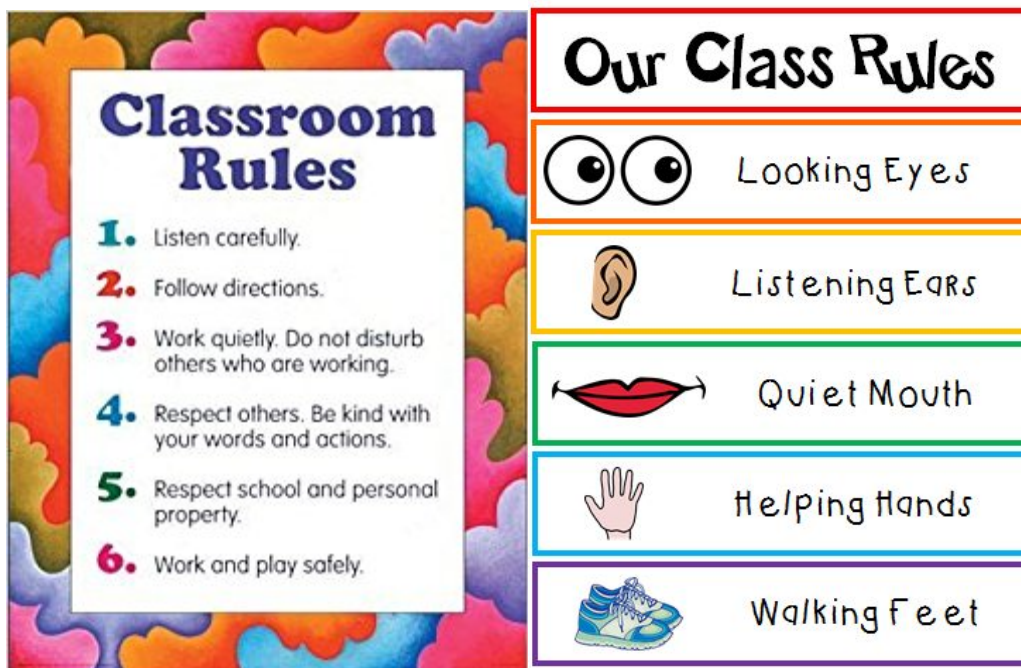 Classroom
Rules
1. Listen carefully.
2. Follow directions.
3. Work quietly. Do not disturb
others who are working.
4. Respect others. Be kind with
your words and actions.
5. Respect school and personal
property.
6. Work and play safely.
Our Class Rules
Looking Eyes
Listening Ears
Quiet Mouth
Helping Hands
Walking Feet